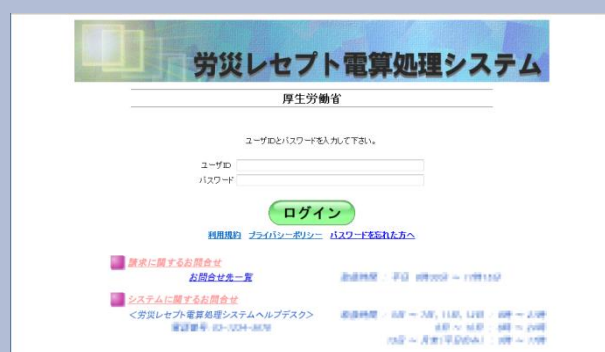 労災レセプト電算処理システム
厚生労働省
ユーザIDとパスワードを入力して下さい。
ユーザID
パスワード
ログイン
利用規約 プライバシーポリシー パスワードを忘れた方へ
請求に関するお問合せ
お問合せ先一覧
システムに関するお問合せ
<労災レセプト電算処理システムヘルプデスク>